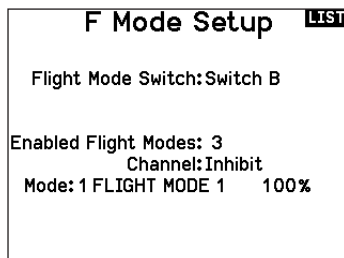 F Mode Setup
LIST
Flight Mode Switch: Switch B
Enabled Flight Modes: 3
Channel: Inhibit
Mode: 1 FLIGHT MODE 1 100%